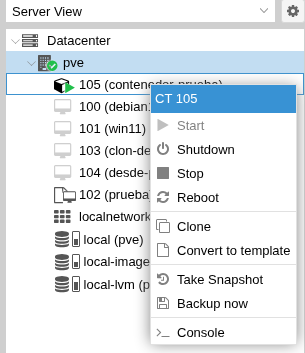 Server View
Datacenter
pve
105 (contenedor-prueba)
CT 105
100 (debian
Start
101 (win11)
Shutdown
103 (clon-de
Stop
104 (desde-p
Reboot
102 (prueba
localnetwork
Clone
local (pve)
Convert to template
local-image
Take Snapshot
local-lvm (p
Backup now
Console